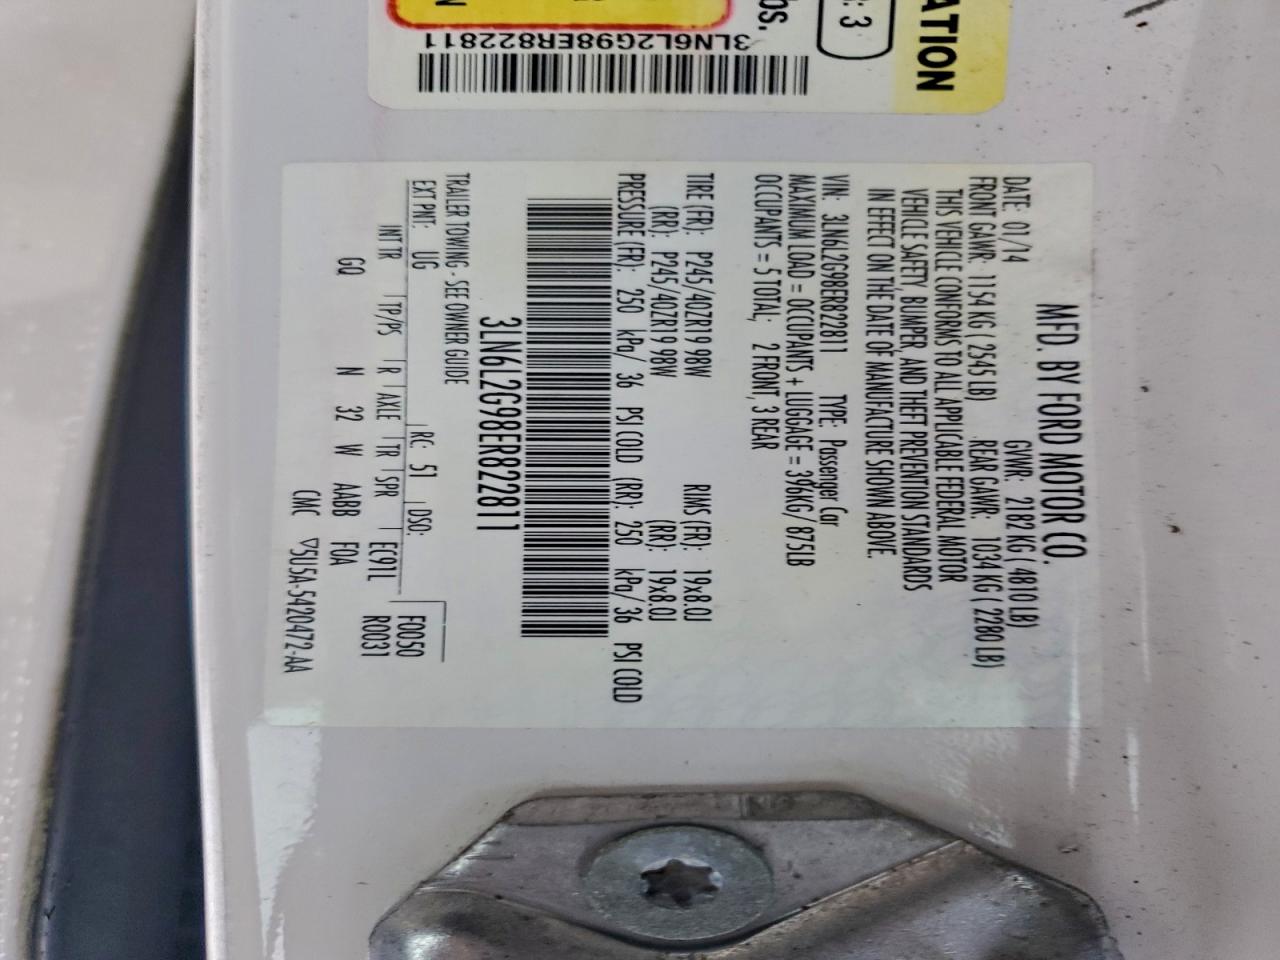 ATION
: 3
bs.
3LN6L2G98ER822811
N
MFD. BY FORD MOTOR CO.
DATE: 01/14 GVWR: 2182 KG ( 4810 LB)
FRONT GAWR: 1154 KG ( 2545 LB) REAR GAWR: 1034 KG ( 2280 LB)
THIS VEHICLE CONFORMS TO ALL APPLICABLE FEDERAL MOTOR
VEHICLE SAFETY, BUMPER, AND THEFT PREVENTION STANDARDS
IN EFFECT ON THE DATE OF MANUFACTURE SHOWN ABOVE.
VIN: 3LN6L2G98ER822811 TYPE: Passenger Car
MAXIMUM LOAD = OCCUPANTS + LUGGAGE = 396KG/ 875LB
OCCUPANTS = 5 TOTAL, 2 FRONT, 3 REAR
TIRE (FR): P245/40ZR19 98W RIMS (FR): 19x8.0J
(RR): P245/40ZR19 98W (RR): 19x8.0J
PRESSURE (FR): 250 kPa/ 36 PSI COLD (RR): 250 kPa/ 36 PSI COLD
3LN6L2G98ER822811
TRAILER TOWING - SEE OWNER GUIDE
EXT PNT: UG RC: 51 DSO: F0050
INT TR TP/PS R AXLE TR SPR EC91L R0031
GQ N 32 W AABB F0A
CMC ▽5U5A-5420472-AA